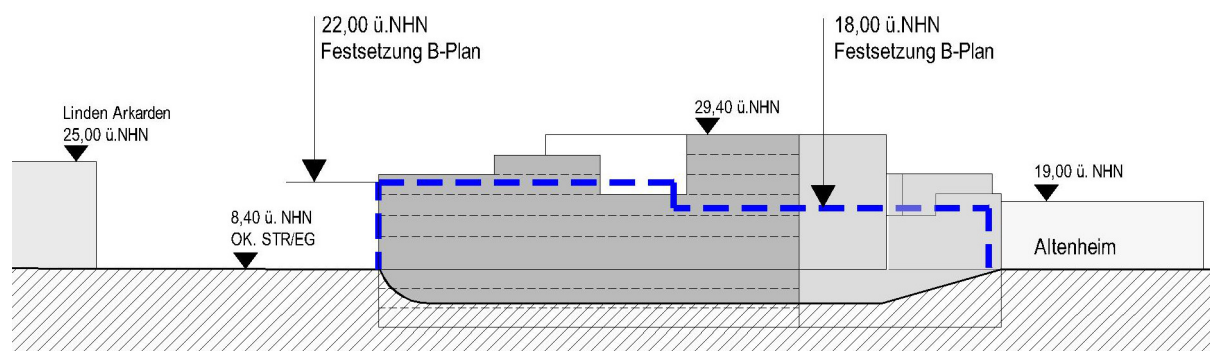 22,00 ü.NHN
Festsetzung B-Plan
18,00 ü.NHN
Festsetzung B-Plan
Linden Arkarden
25,00 ü.NHN
29,40 ü.NHN
19,00 ü.NHN
8,40 ü. NHN
OK. STR/EG
Altenheim